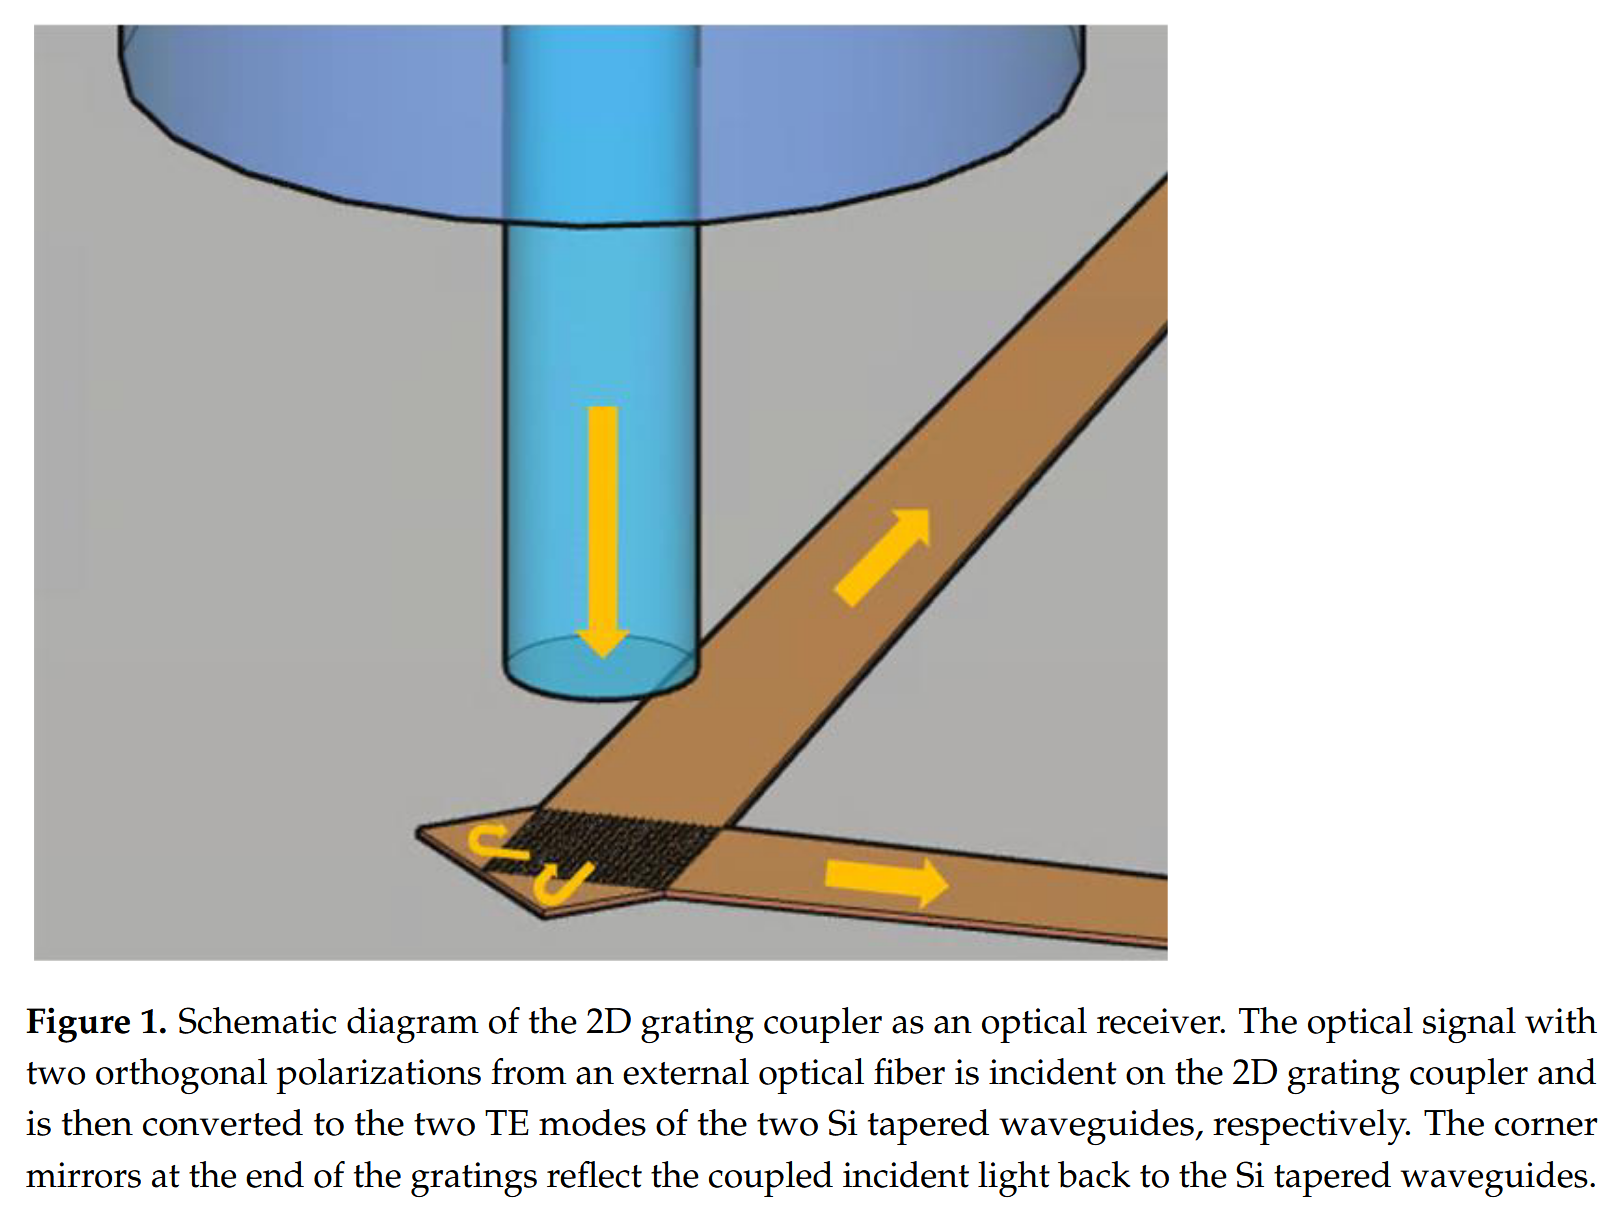 Figure 1. Schematic diagram of the 2D grating coupler as an optical receiver. The optical signal with
two orthogonal polarizations from an external optical fiber is incident on the 2D grating coupler and
is then converted to the two TE modes of the two Si tapered waveguides, respectively. The corner
mirrors at the end of the gratings reflect the coupled incident light back to the Si tapered waveguides.